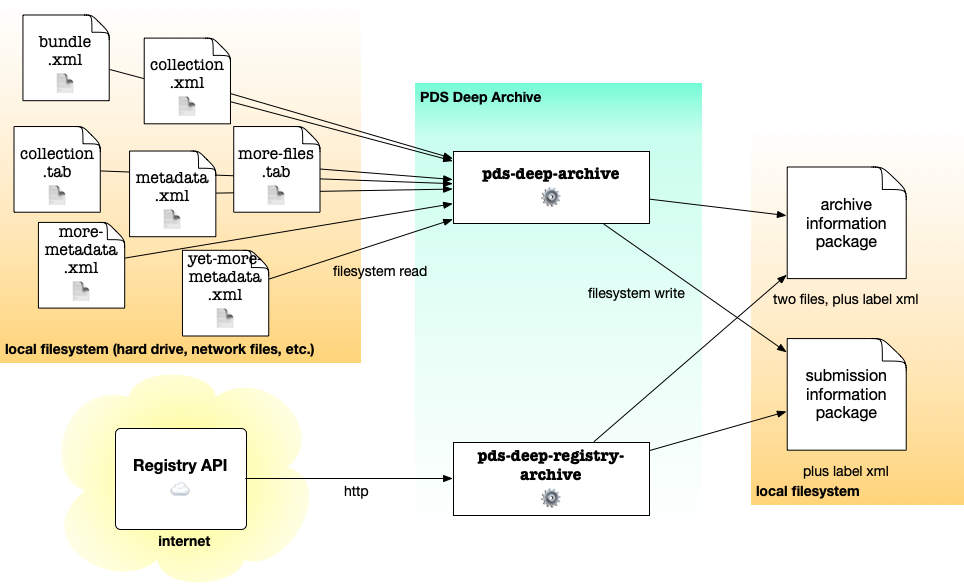 bundle
.xml
collection
.xml
collection
.tab
metadata
.xml
more-files
.tab
more-
metadata
.xml
yet-more-
metadata
.xml
filesystem read
local filesystem (hard drive, network files, etc.)
PDS Deep Archive
pds-deep-archive
filesystem write
archive
information
package
two files, plus label xml
submission
information
package
plus label xml
local filesystem
Registry API
internet
http
pds-deep-registry-
archive